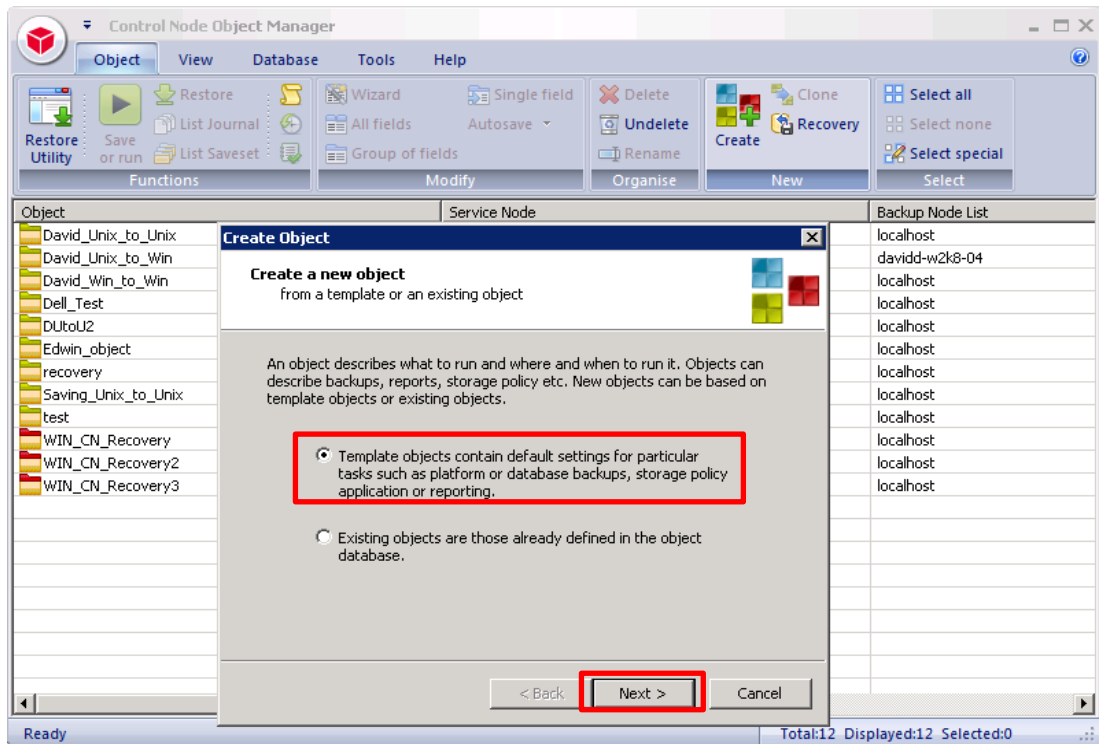 Control Node Object Manager
Object View Database Tools Help
Restore Utility
Save or run
Restore
List Journal
List Saveset
Functions
Wizard
All fields
Group of fields
Single field
Autosave
Modify
Delete
Undelete
Rename
Organise
Create
Clone
Recovery
New
Select all
Select none
Select special
Select
Object Service Node Backup Node List
David_Unix_to_Unix localhost
David_Unix_to_Win davidd-w2k8-04
David_Win_to_Win localhost
Dell_Test localhost
DUtoU2 localhost
Edwin_object localhost
recovery localhost
Saving_Unix_to_Unix localhost
test localhost
WIN_CN_Recovery localhost
WIN_CN_Recovery2 localhost
WIN_CN_Recovery3 localhost
Create Object
Create a new object
from a template or an existing object
An object describes what to run and where and when to run it. Objects can
describe backups, reports, storage policy etc. New objects can be based on
template objects or existing objects.
Template objects contain default settings for particular
tasks such as platform or database backups, storage policy
application or reporting.
Existing objects are those already defined in the object
database.
< Back Next > Cancel
Ready Total:12 Displayed:12 Selected:0